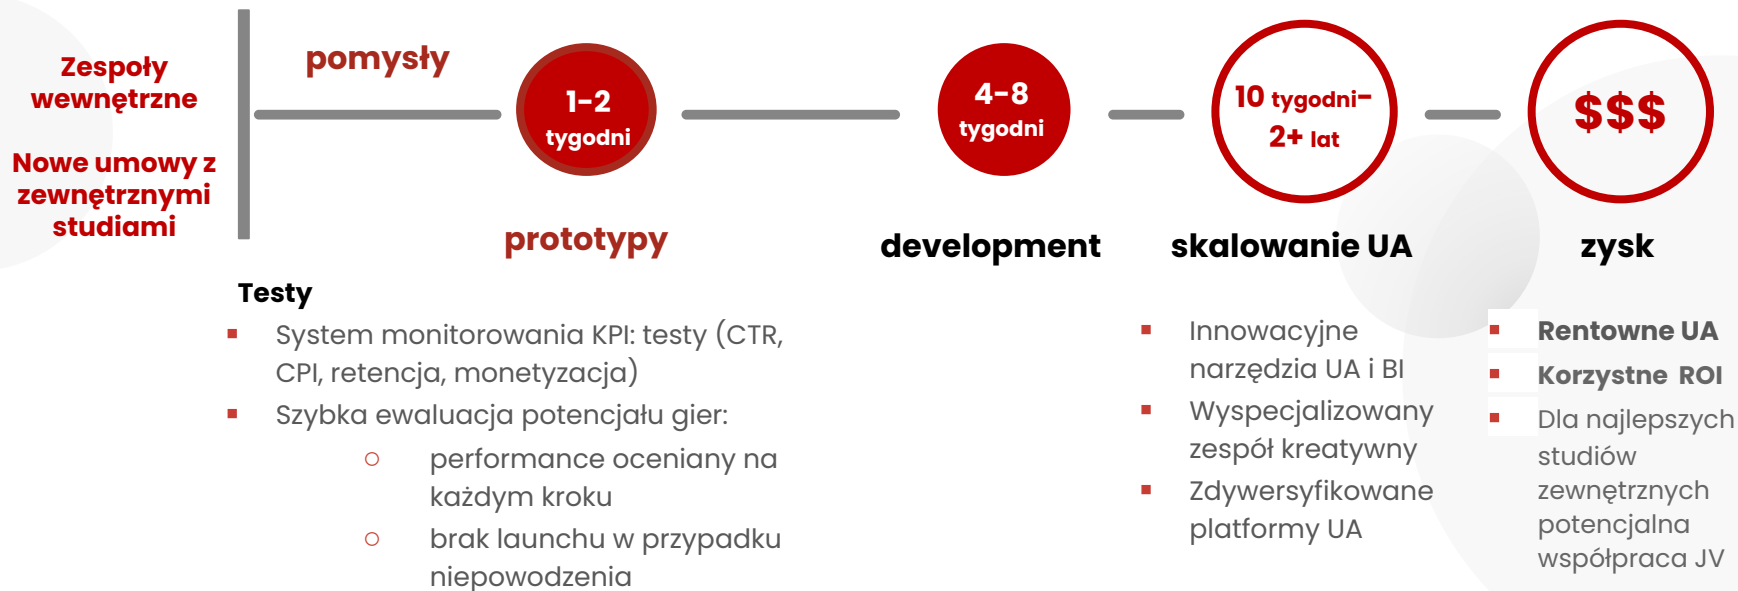 Zespoły
wewnętrzne
Nowe umowy z
zewnętrznymi
studiami
pomysły
1-2
tygodni
prototypy
4-8
tygodni
development
10 tygodni-
2+ lat
skalowanie UA
$$$
zysk
Testy
▪ System monitorowania KPI: testy (CTR,
CPI, retencja, monetyzacja)
▪ Szybka ewaluacja potencjału gier:
○ performance oceniany na
każdym kroku
○ brak launchu w przypadku
niepowodzenia
▪ Innowacyjne
narzędzia UA i BI
▪ Wyspecjalizowany
zespół kreatywny
▪ Zdywersyfikowane
platformy UA
▪ Rentowne UA
▪ Korzystne ROI
▪ Dla najlepszych
studiów
zewnętrznych
potencjalna
współpraca JV